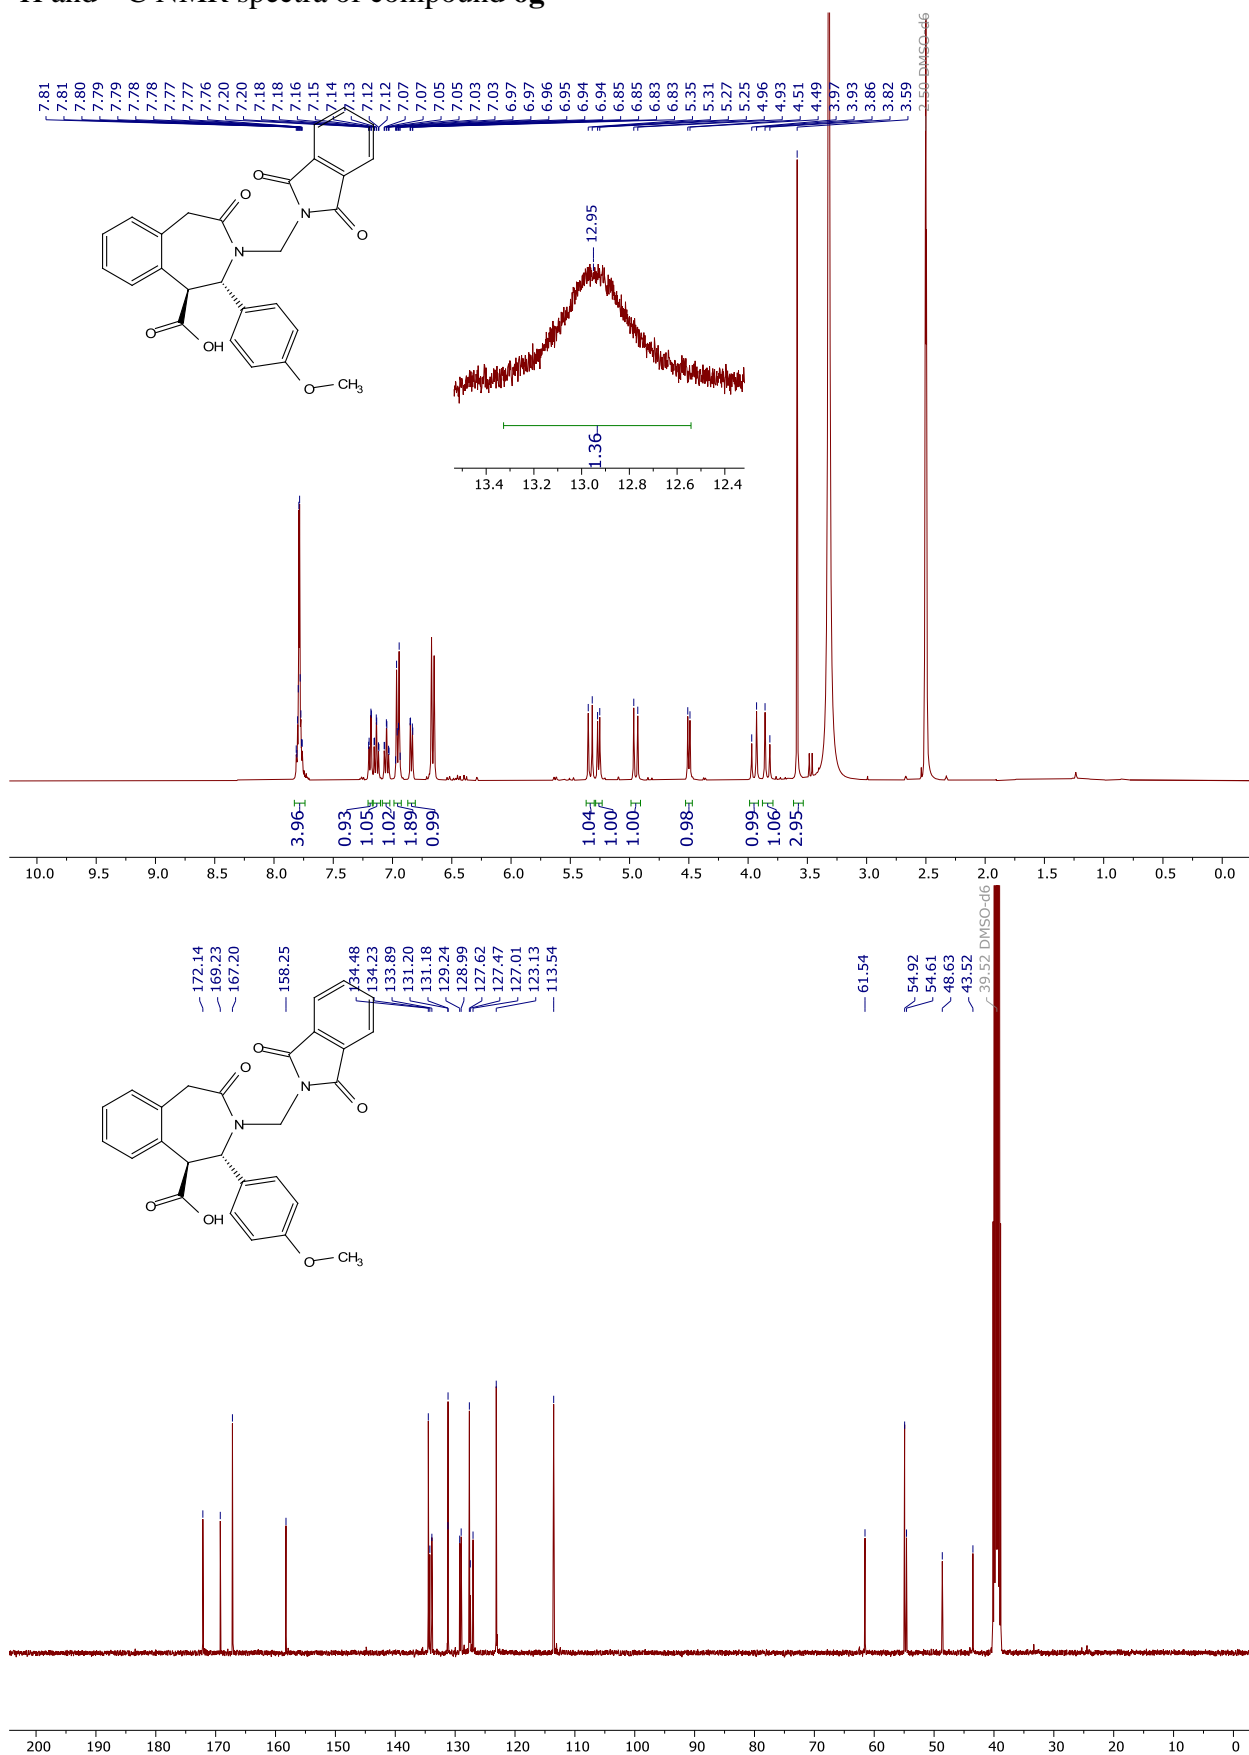 H and C NMR spectra of compound 6g
7.81 7.81 7.80 7.79 7.79 7.78 7.78 7.77 7.77 7.76 7.20 7.20 7.18 7.18 7.16 7.15 7.14 7.13 7.12 7.12 7.07 7.07 7.05 7.05 7.03 7.03 6.97 6.97 6.96 6.95 6.94 6.94 6.85 6.85 6.83 6.83 5.35 5.31 5.27 5.25 4.96 4.93 4.51 4.49 3.97 3.93 3.86 3.82 3.59 2.50 DMSO-d6
O O
N
O
O
N
O
OH
O CH3
12.95
1.36
13.4 13.2 13.0 12.8 12.6 12.4
3.96 0.93 1.05 1.02 1.89 0.99 1.04 1.00 1.00 0.98 0.99 1.06 2.95
10.0 9.5 9.0 8.5 8.0 7.5 7.0 6.5 6.0 5.5 5.0 4.5 4.0 3.5 3.0 2.5 2.0 1.5 1.0 0.5 0.0
172.14 169.23 167.20 158.25 134.48 134.23 133.89 131.20 131.18 129.24 128.99 127.62 127.47 127.01 123.13 113.54 61.54 54.92 54.61 48.63 43.52 39.52 DMSO-d6
O O
N
O
N
O
OH
O CH3
200 190 180 170 160 150 140 130 120 110 100 90 80 70 60 50 40 30 20 10 0